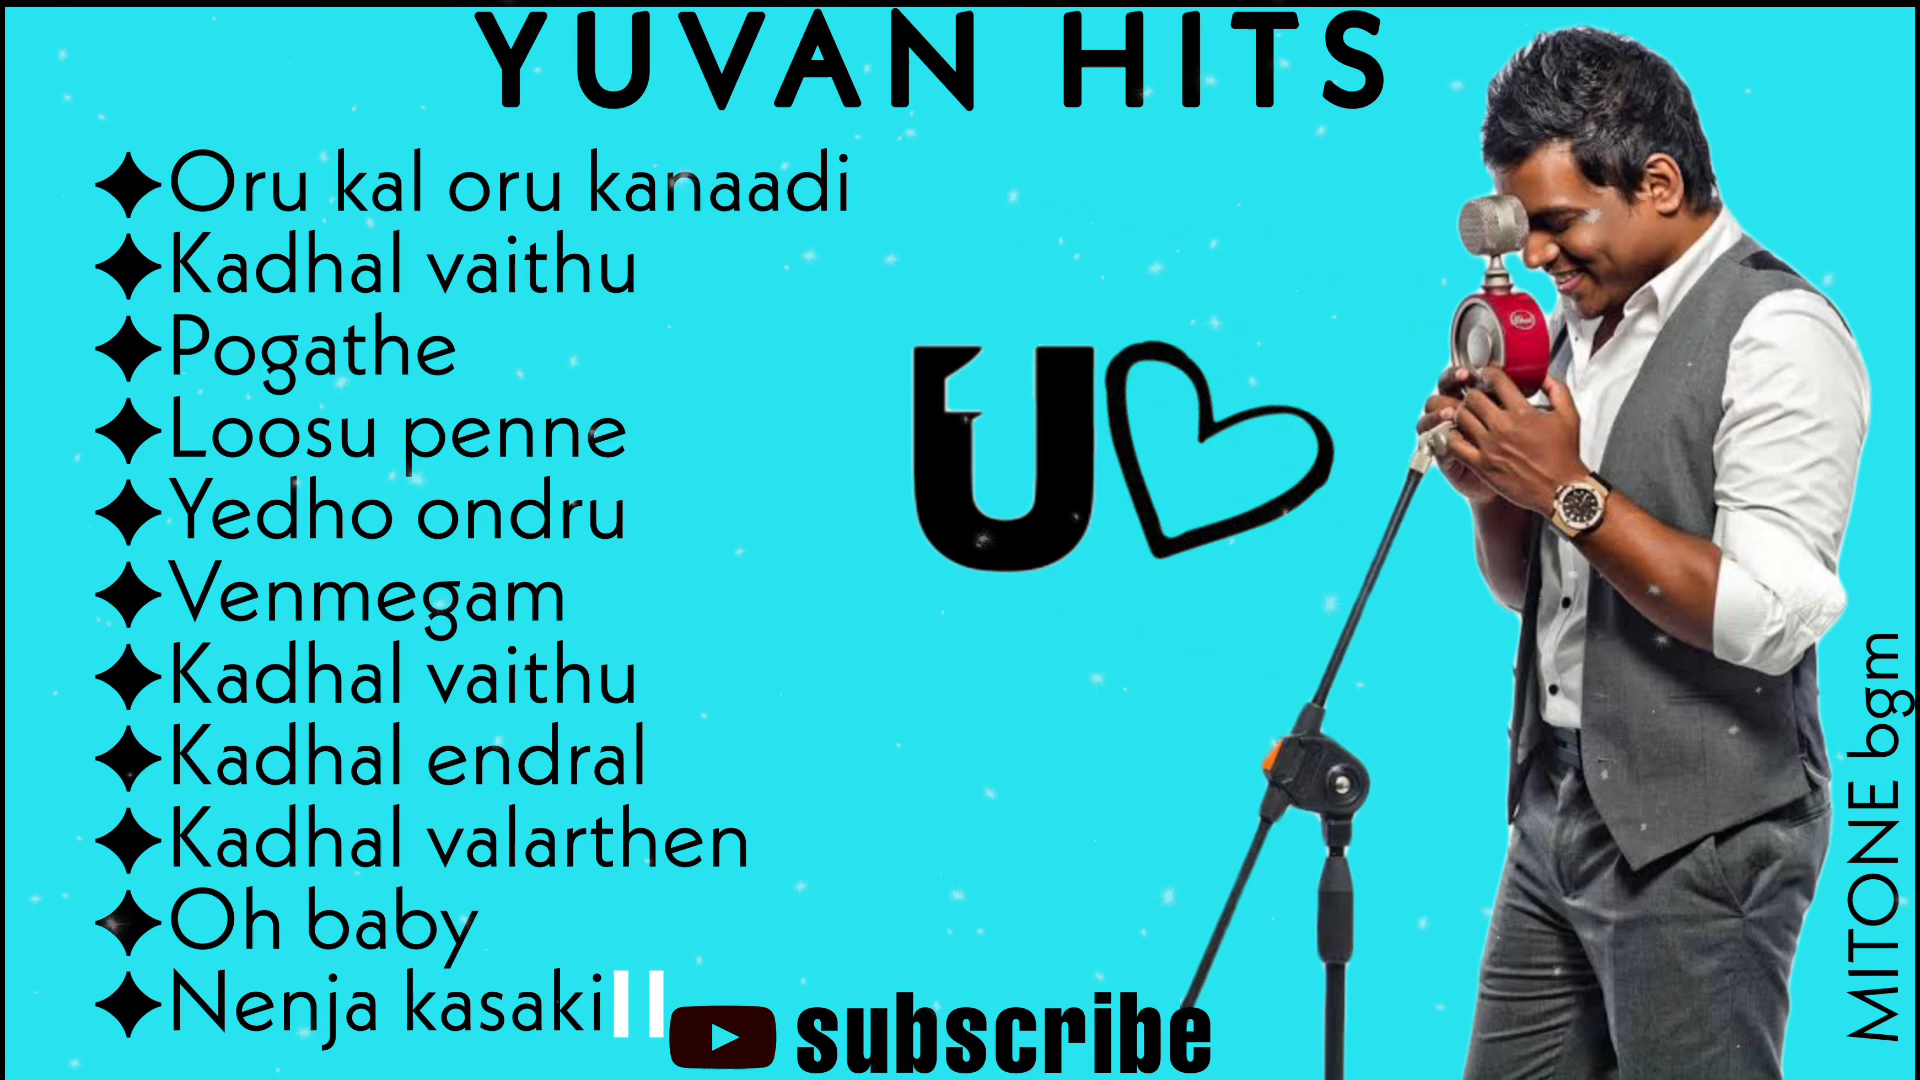 YUVAN HITS
Oru kal oru kanaadi
Kadhal vaithu
Pogathe
Loosu penne
Yedho ondru
Venmegam
Kadhal vaithu
Kadhal endral
Kadhal valarthen
Oh baby
Nenja kasaki
U1
subscribe
MITONE bgm